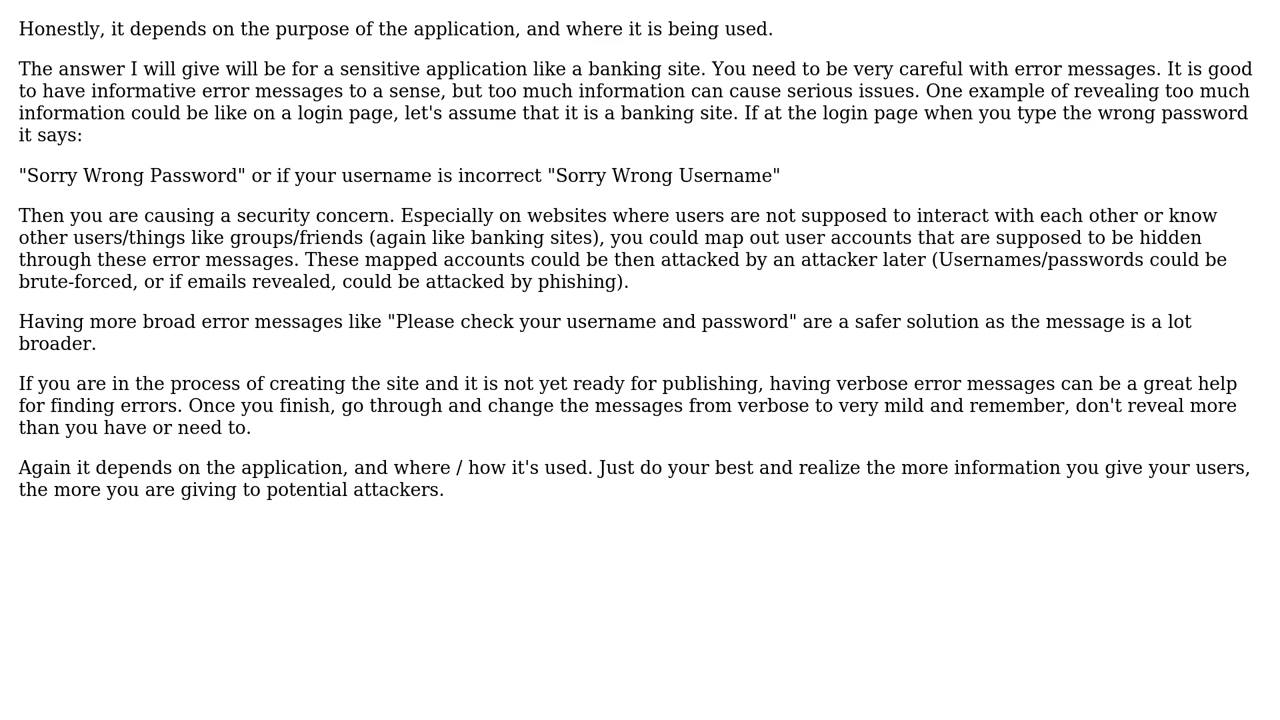 Honestly, it depends on the purpose of the application, and where it is being used.
The answer I will give will be for a sensitive application like a banking site. You need to be very careful with error messages. It is good
to have informative error messages to a sense, but too much information can cause serious issues. One example of revealing too much
information could be like on a login page, let's assume that it is a banking site. If at the login page when you type the wrong password
it says:
"Sorry Wrong Password" or if your username is incorrect "Sorry Wrong Username"
Then you are causing a security concern. Especially on websites where users are not supposed to interact with each other or know
other users/things like groups/friends (again like banking sites), you could map out user accounts that are supposed to be hidden
through these error messages. These mapped accounts could be then attacked by an attacker later (Usernames/passwords could be
brute-forced, or if emails revealed, could be attacked by phishing).
Having more broad error messages like "Please check your username and password" are a safer solution as the message is a lot
broader.
If you are in the process of creating the site and it is not yet ready for publishing, having verbose error messages can be a great help
for finding errors. Once you finish, go through and change the messages from verbose to very mild and remember, don't reveal more
than you have or need to.
Again it depends on the application, and where / how it's used. Just do your best and realize the more information you give your users,
the more you are giving to potential attackers.